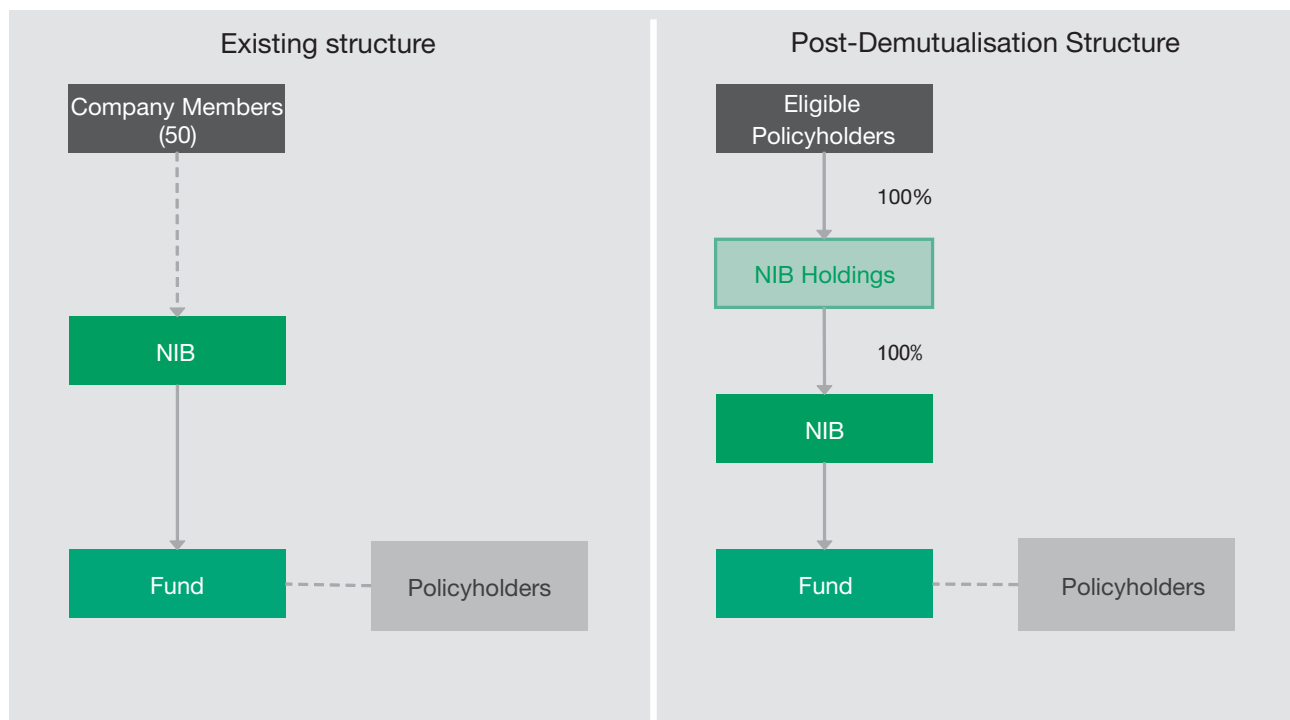 Existing structure
Company Members
(50)
NIB
Fund
Policyholders
Post-Demutualisation Structure
Eligible
Policyholders
100%
NIB Holdings
100%
NIB
Fund
Policyholders